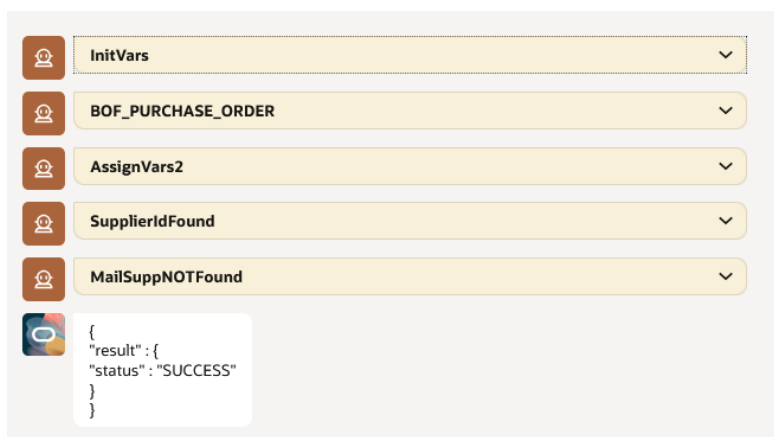 InitVars
BOF_PURCHASE_ORDER
AssignVars2
SupplierIdFound
MailSuppNOTFound
{
"result" : {
"status" : "SUCCESS"
}
}